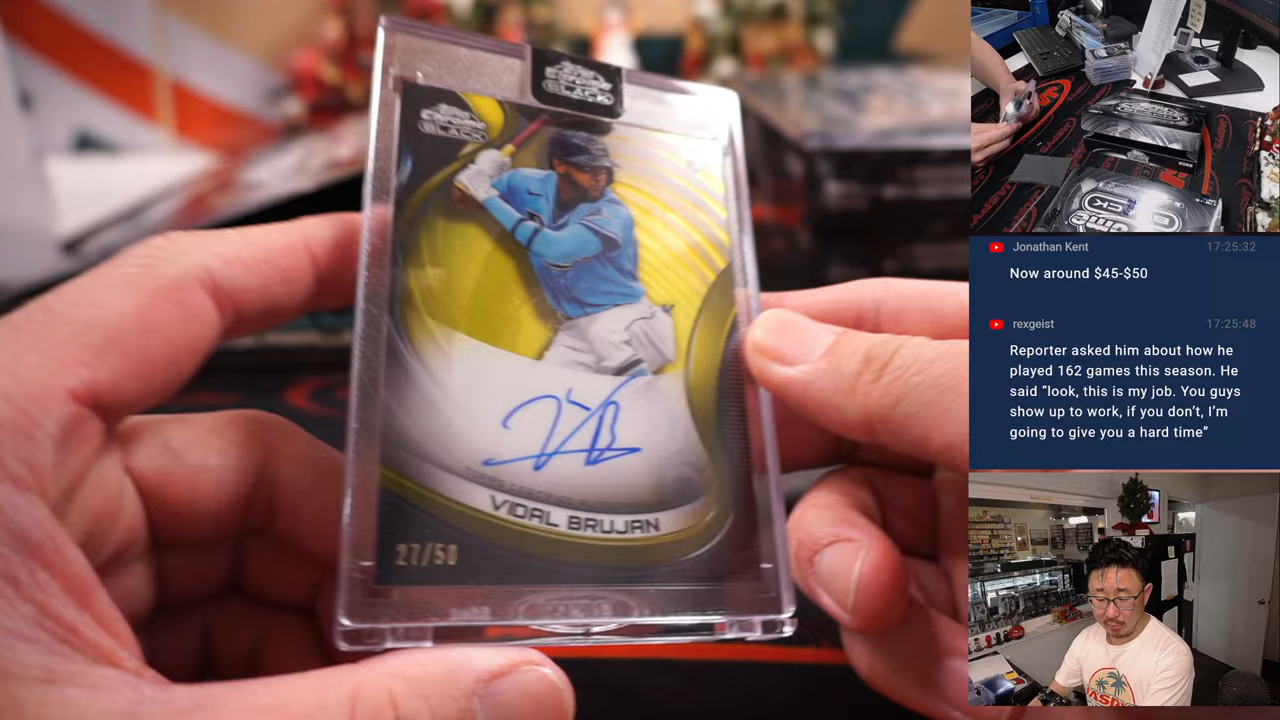 CHROME
BLACK
CHROME
BLACK
VIDAL BRUJAN
27/50
BLACK
Jonathan Kent
17:25:32
Now around $45-$50
rexgeist
17:25:48
Reporter asked him about how he
played 162 games this season. He
said “look, this is my job. You guys
show up to work, if you don’t, I’m
going to give you a hard time”